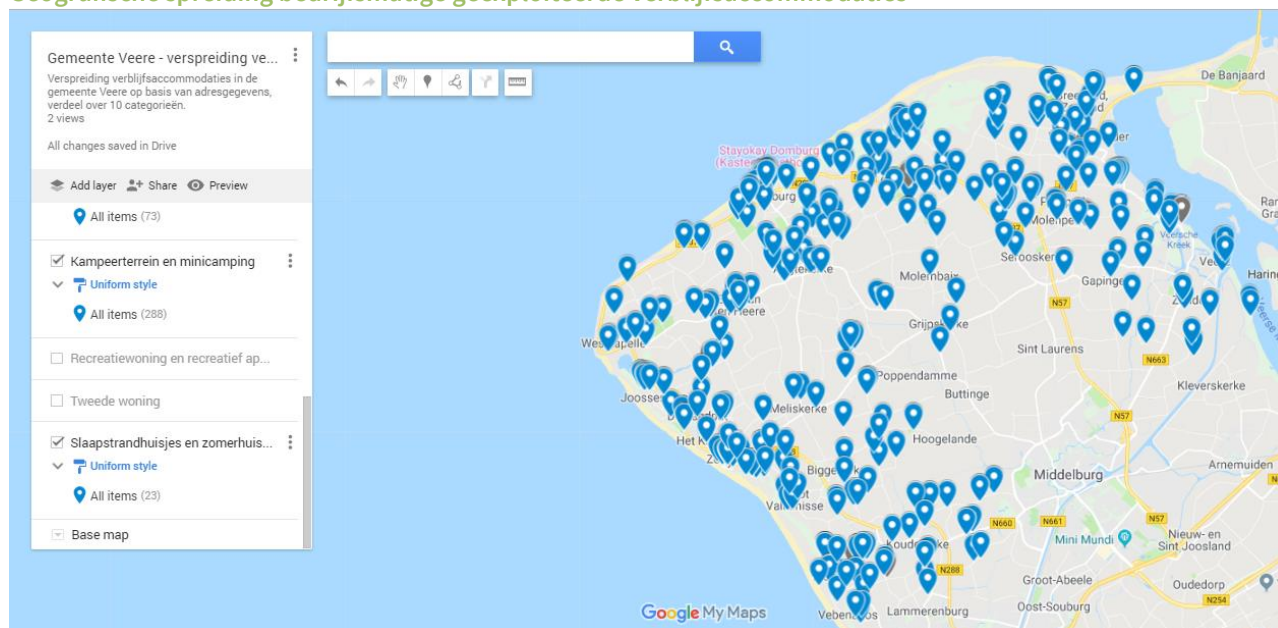 Geografische spreiding bedrijfsmatige geëxploiteerde verblijfsaccommodaties
Gemeente Veere - verspreiding ve...
Verspreiding verblijfsaccommodaties in de
gemeente Veere op basis van adresgegevens,
verdeel over 10 categorieën.
2 views
All changes saved in Drive
Add layer Share Preview
All items (73)
Kampeerterrein en minicamping
Uniform style
All items (288)
Recreatiewoning en recreatief ap...
Tweede woning
Slaapstrandhuisjes en zomerhuis...
Uniform style
All items (23)
Base map
De Banjaard
Stayokay Domburg
Molembaix
Gapinge
N57
Sint Laurens
N663
Kleverskerke
Poppendamme
Buttinge
Meliskerke
N57
Hoogelande
Middelburg
Arnemuiden
N660
N661
N57
Mini Mundi
Nieuw- en
Sint Joosland
N288
Groot-Abeele
Oudedorp
N254
Lammerenburg
Oost-Souburg
Google My Maps